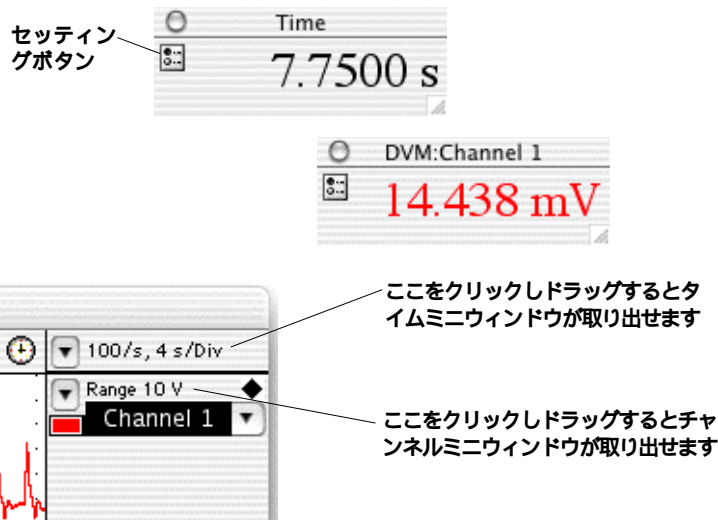 Time
セッティン
グボタン
7.7500 s
DVM:Channel 1
14.438 mV
ここをクリックしドラッグするとタ
イムミニウィンドウが取り出せます
100/s, 4 s/Div
Range 10 V
Channel 1
ここをクリックしドラッグするとチャ
ンネルミニウィンドウが取り出せます